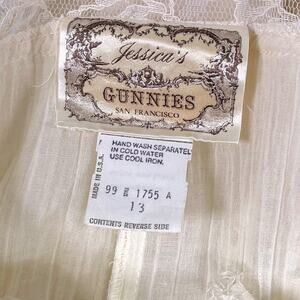 Jessica's
GUNNIES
SAN FRANCISCO
HAND WASH SEPARATEL
IN COLD WATER
USE COOL IRON.
MADE IN U.S.A.
99 1755 A
13
CONTENTS REVERSE SIDE